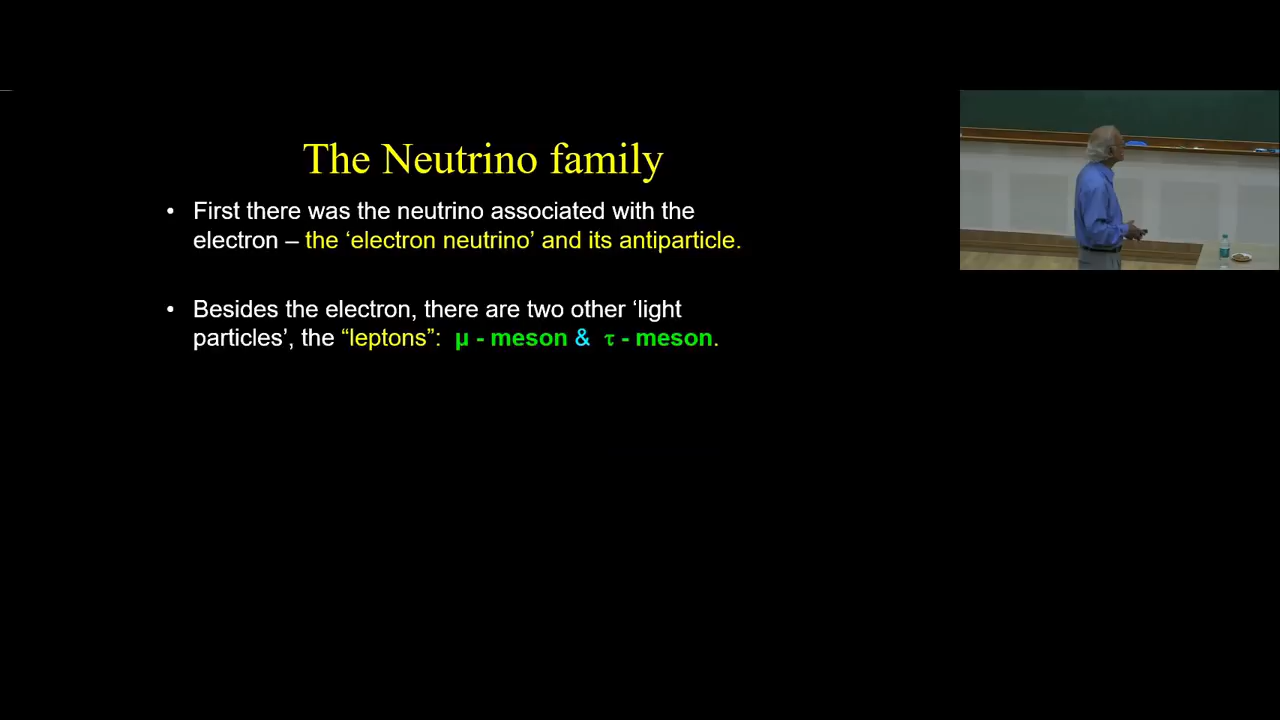 The Neutrino family
• First there was the neutrino associated with the
electron – the ‘electron neutrino’ and its antiparticle.
• Besides the electron, there are two other ‘light
particles’, the “leptons”: μ - meson & τ - meson.